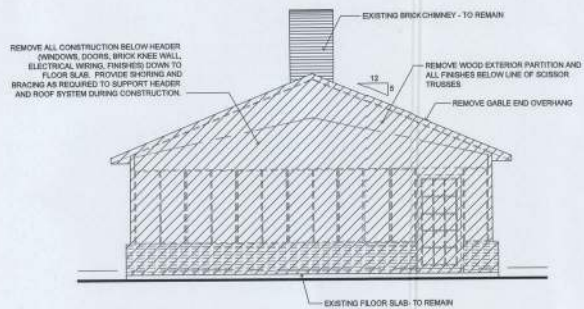 EXISTING BRICK CHIMNEY - TO REMAIN
REMOVE ALL CONSTRUCTION BELOW HEADER
(WINDOWS, DOORS, BRICK KNEE WALL,
ELECTRICAL WIRING, FINISHES) DOWN TO
FLOOR SLAB. PROVIDE SHORING AND
BRACING AS REQUIRED TO SUPPORT HEADER
AND ROOF SYSTEM DURING CONSTRUCTION.
12
6
REMOVE WOOD EXTERIOR PARTITION AND
ALL FINISHES BELOW LINE OF SCISSOR
TRUSSES
REMOVE GABLE END OVERHANG
EXISTING FLOOR SLAB- TO REMAIN